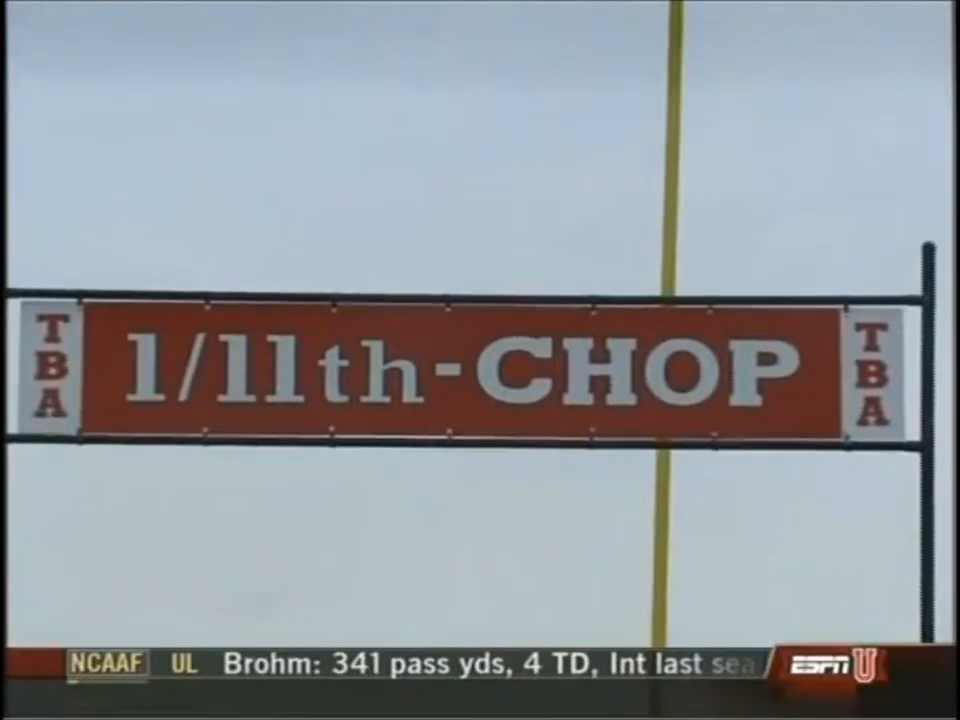 TBA
1/11th-CHOP
TBA
NCAAF UL Brohm: 341 pass yds, 4 TD, Int last sea
ESPN U